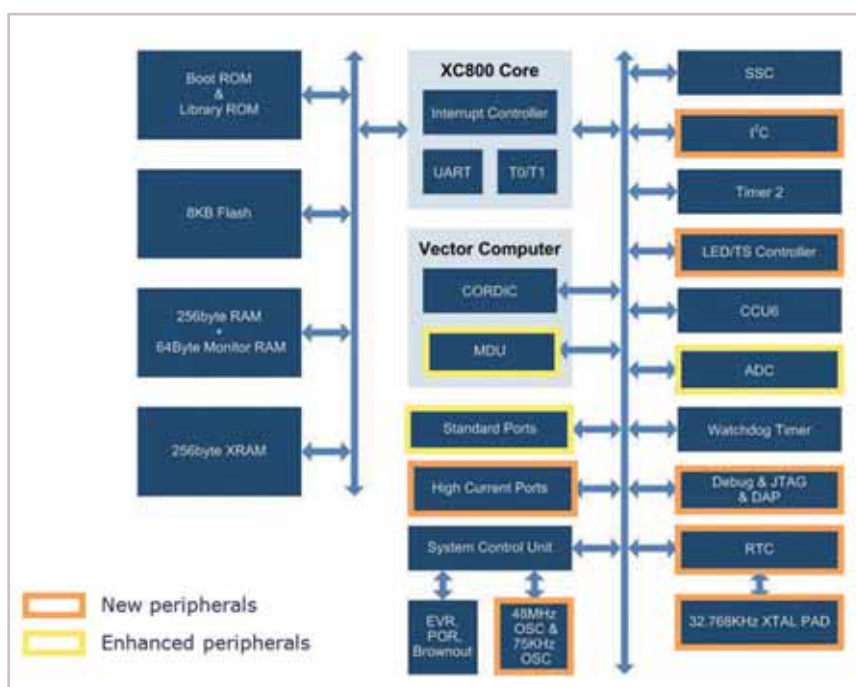 Boot ROM
&
Library ROM
8KB Flash
256byte RAM
+
64Byte Monitor RAM
256byte XRAM
XC800 Core
Interrupt Controller
UART
T0/T1
Vector Computer
CORDIC
MDU
Standard Ports
High Current Ports
System Control Unit
EVR,
POR,
Brownout
48MHz
OSC &
75KHz
OSC
SSC
I²C
Timer 2
LED/TS Controller
CCU6
ADC
Watchdog Timer
Debug & JTAG
& DAP
RTC
32.768KHz XTAL PAD
New peripherals
Enhanced peripherals